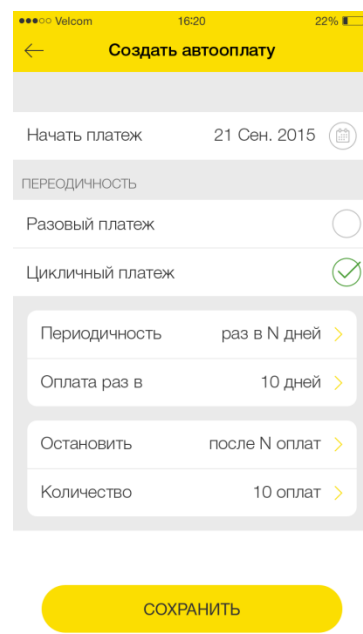 Velcom 16:20 22%
Создать автооплату
Начать платеж 21 Сен. 2015
ПЕРЕОДИЧНОСТЬ
Разовый платеж
Цикличный платеж
Периодичность раз в N дней
Оплата раз в 10 дней
Остановить после N оплат
Количество 10 оплат
СОХРАНИТЬ